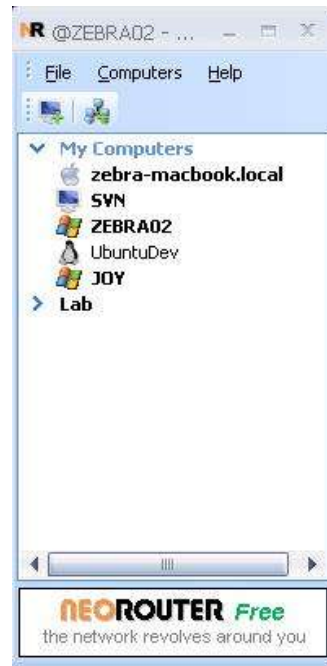 NR @ZEBRA02 - ...
File Computers Help
My Computers
zebra-macbook.local
SVN
ZEBRA02
UbuntuDev
JOY
Lab
NEOROUTER Free
the network revolves around you